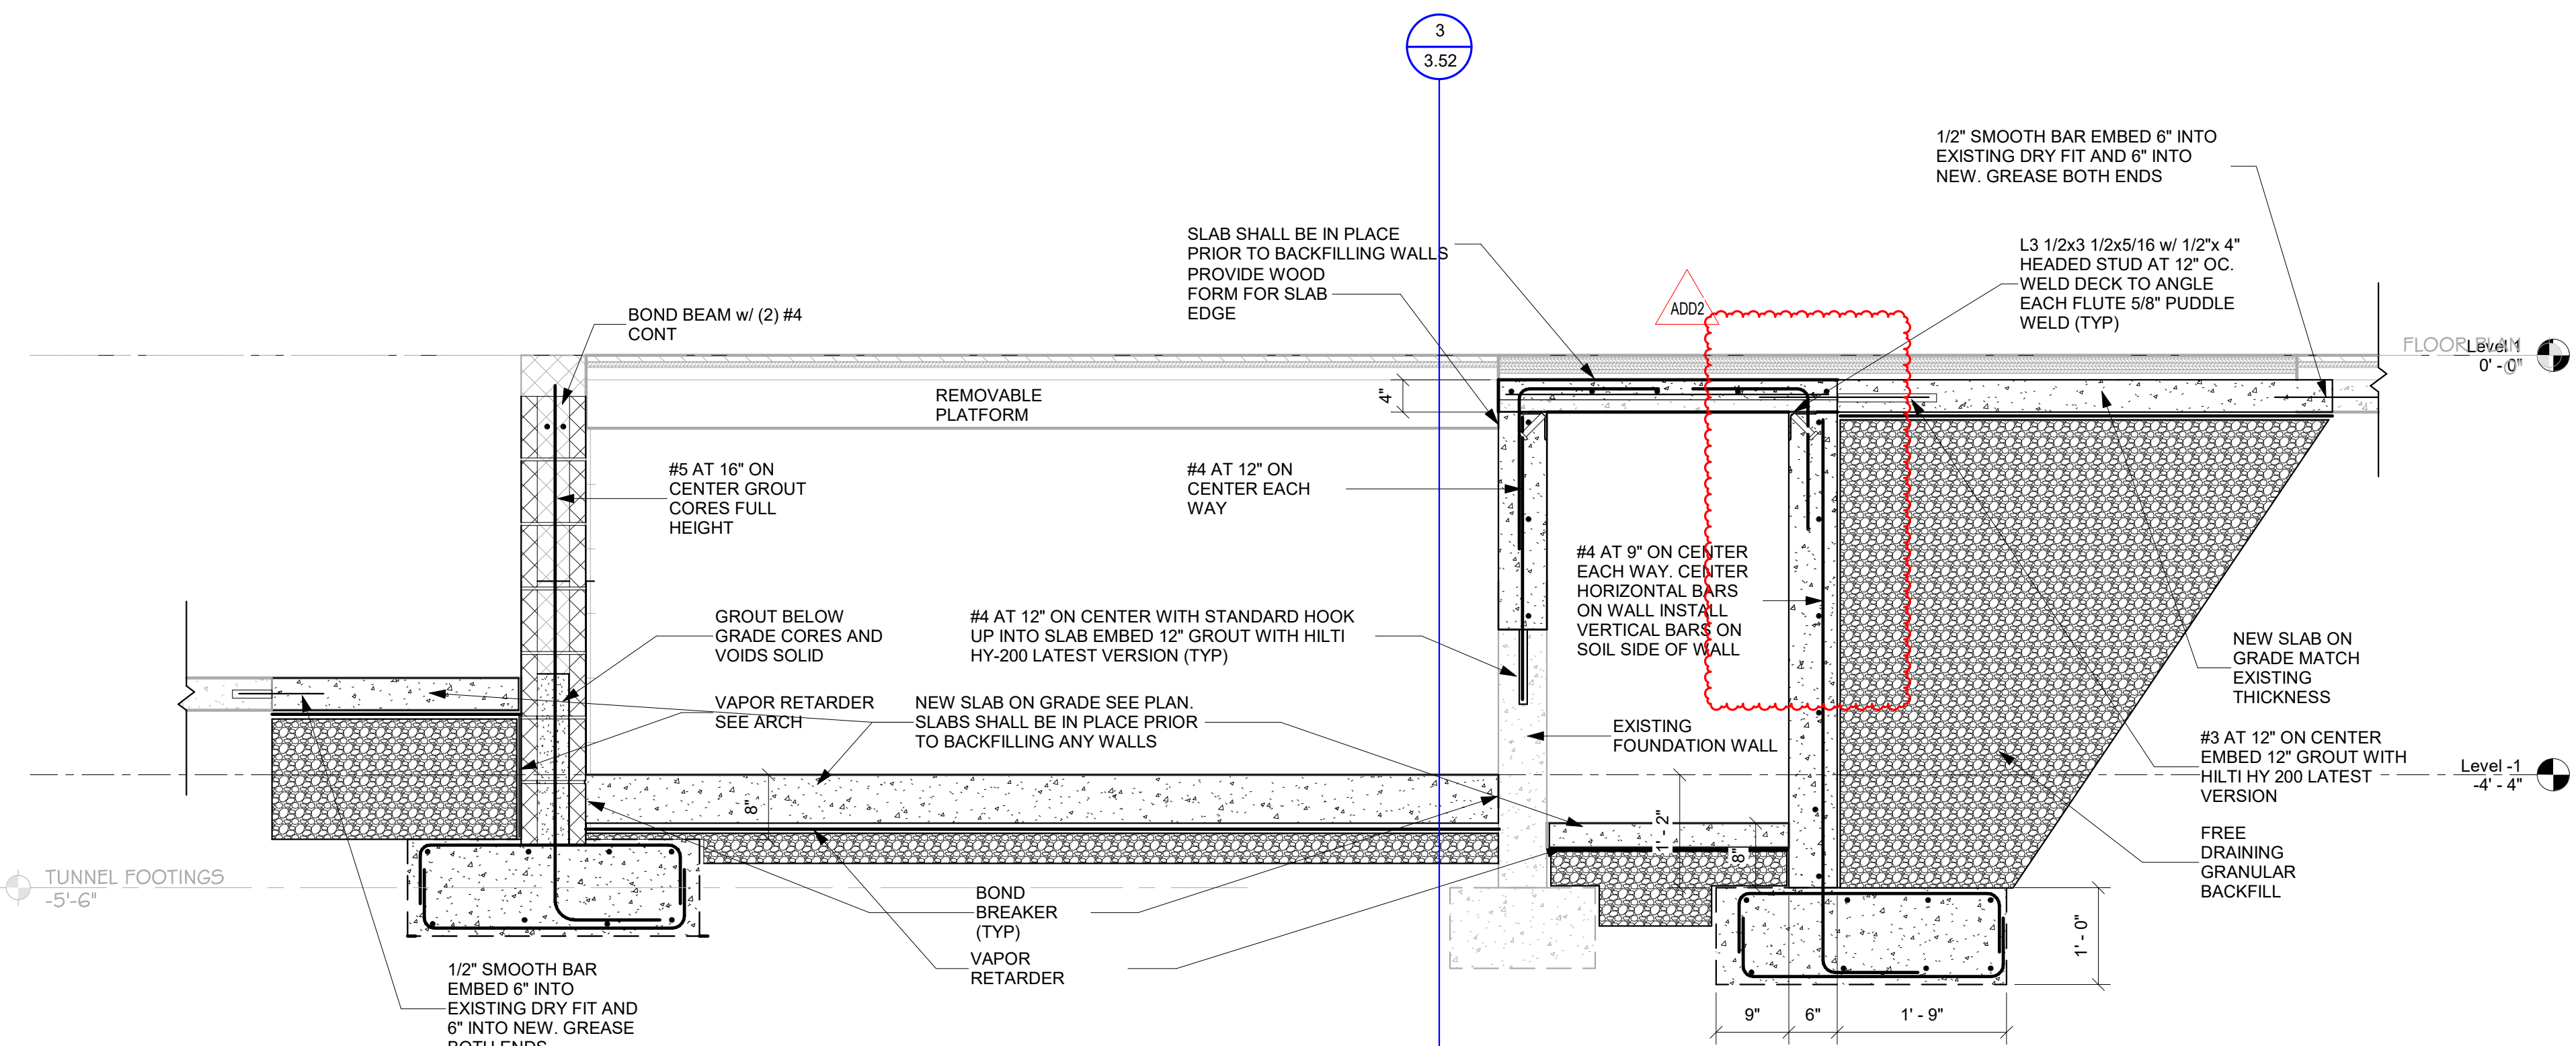 3
3.52
1/2" SMOOTH BAR EMBED 6" INTO
EXISTING DRY FIT AND 6" INTO
NEW. GREASE BOTH ENDS
SLAB SHALL BE IN PLACE
PRIOR TO BACKFILLING WALLS
PROVIDE WOOD
FORM FOR SLAB
EDGE
L3 1/2x3 1/2x5/16 w/ 1/2"x 4"
HEADED STUD AT 12" OC.
WELD DECK TO ANGLE
EACH FLUTE 5/8" PUDDLE
WELD (TYP)
ADD2
BOND BEAM w/ (2) #4
CONT
FLOOR PLAN
0"
Level 1
0' - 0"
REMOVABLE
PLATFORM
4"
#5 AT 16" ON
CENTER GROUT
CORES FULL
HEIGHT
#4 AT 12" ON
CENTER EACH
WAY
#4 AT 9" ON CENTER
EACH WAY. CENTER
HORIZONTAL BARS
ON WALL INSTALL
VERTICAL BARS ON
SOIL SIDE OF WALL
GROUT BELOW
GRADE CORES AND
VOIDS SOLID
#4 AT 12" ON CENTER WITH STANDARD HOOK
UP INTO SLAB EMBED 12" GROUT WITH HILTI
HY-200 LATEST VERSION (TYP)
NEW SLAB ON
GRADE MATCH
EXISTING
THICKNESS
VAPOR RETARDER
SEE ARCH
NEW SLAB ON GRADE SEE PLAN.
SLABS SHALL BE IN PLACE PRIOR
TO BACKFILLING ANY WALLS
EXISTING
FOUNDATION WALL
#3 AT 12" ON CENTER
EMBED 12" GROUT WITH
HILTI HY 200 LATEST
VERSION
Level -1
-4' - 4"
8"
1' - 2"
8"
FREE
DRAINING
GRANULAR
BACKFILL
TUNNEL FOOTINGS
-5'-6"
BOND
BREAKER
(TYP)
VAPOR
RETARDER
1' - 0"
1/2" SMOOTH BAR
EMBED 6" INTO
EXISTING DRY FIT AND
6" INTO NEW. GREASE
BOTH ENDS
9"
6"
1' - 9"